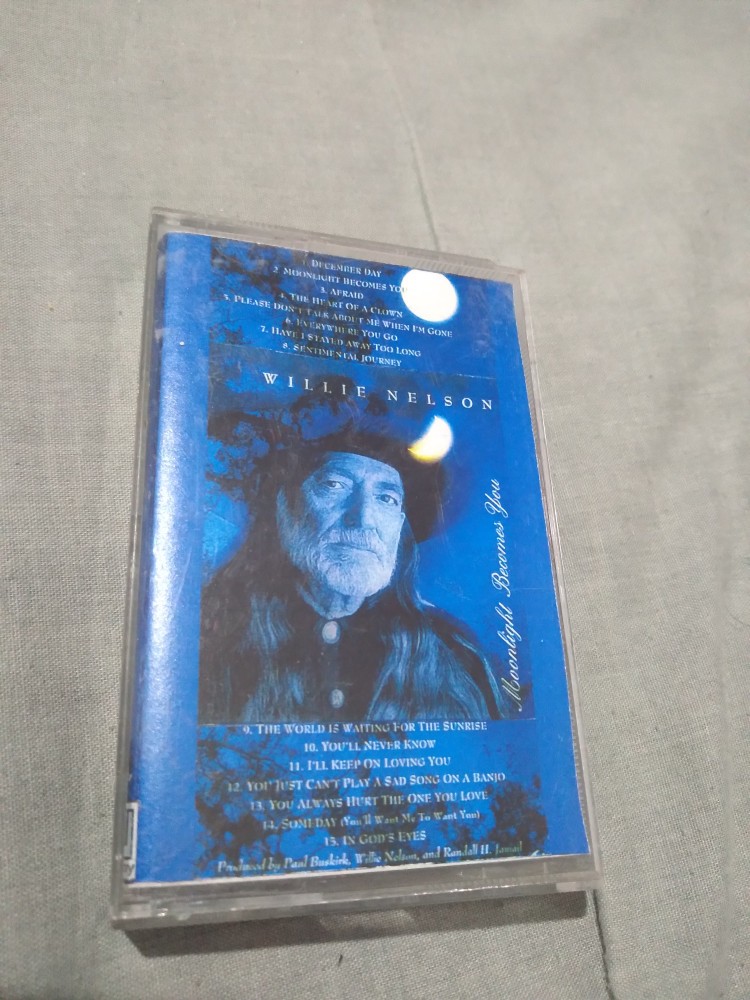 1. DECEMBER DAY
2. MOONLIGHT BECOMES YOU
3. AFRAID
4. THE HEART OF A CLOWN
5. PLEASE DON'T TALK ABOUT ME WHEN I'M GONE
6. EVERYWHERE YOU GO
7. HAVE I STAYED AWAY TOO LONG
8. SENTIMENTAL JOURNEY
WILLIE NELSON
Moonlight Becomes You
9. THE WORLD IS WAITING FOR THE SUNRISE
10. YOU'LL NEVER KNOW
11. I'LL KEEP ON LOVING YOU
12. YOU JUST CAN'T PLAY A SAD SONG ON A BANJO
13. YOU ALWAYS HURT THE ONE YOU LOVE
14. SOMEDAY (You'll Want Me To Want You)
15. IN GOD'S EYES
Produced by Paul Buskirk, Willie Nelson, and Randall H. Jamail